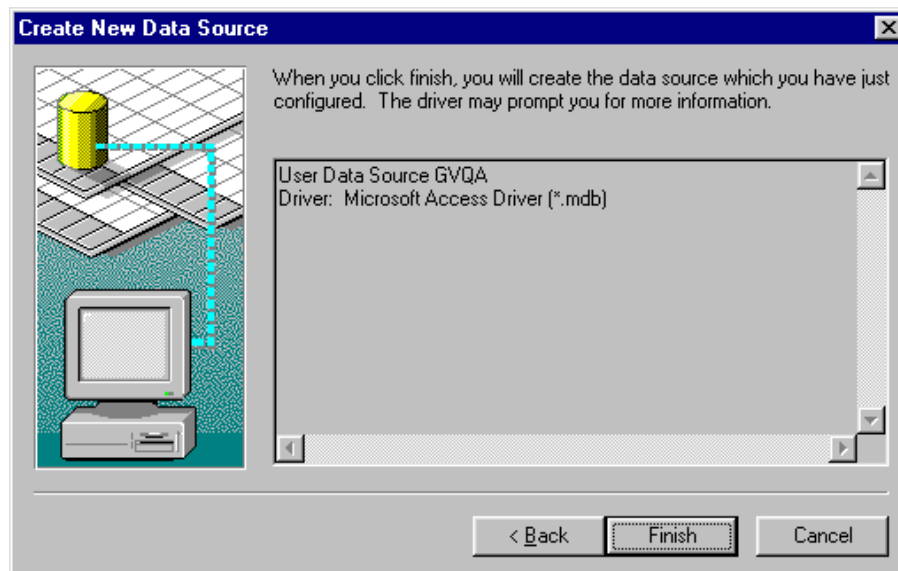 Create New Data Source
When you click finish, you will create the data source which you have just
configured.  The driver may prompt you for more information.
User Data Source GVQA
Driver:  Microsoft Access Driver (*.mdb)
< Back
Finish
Cancel